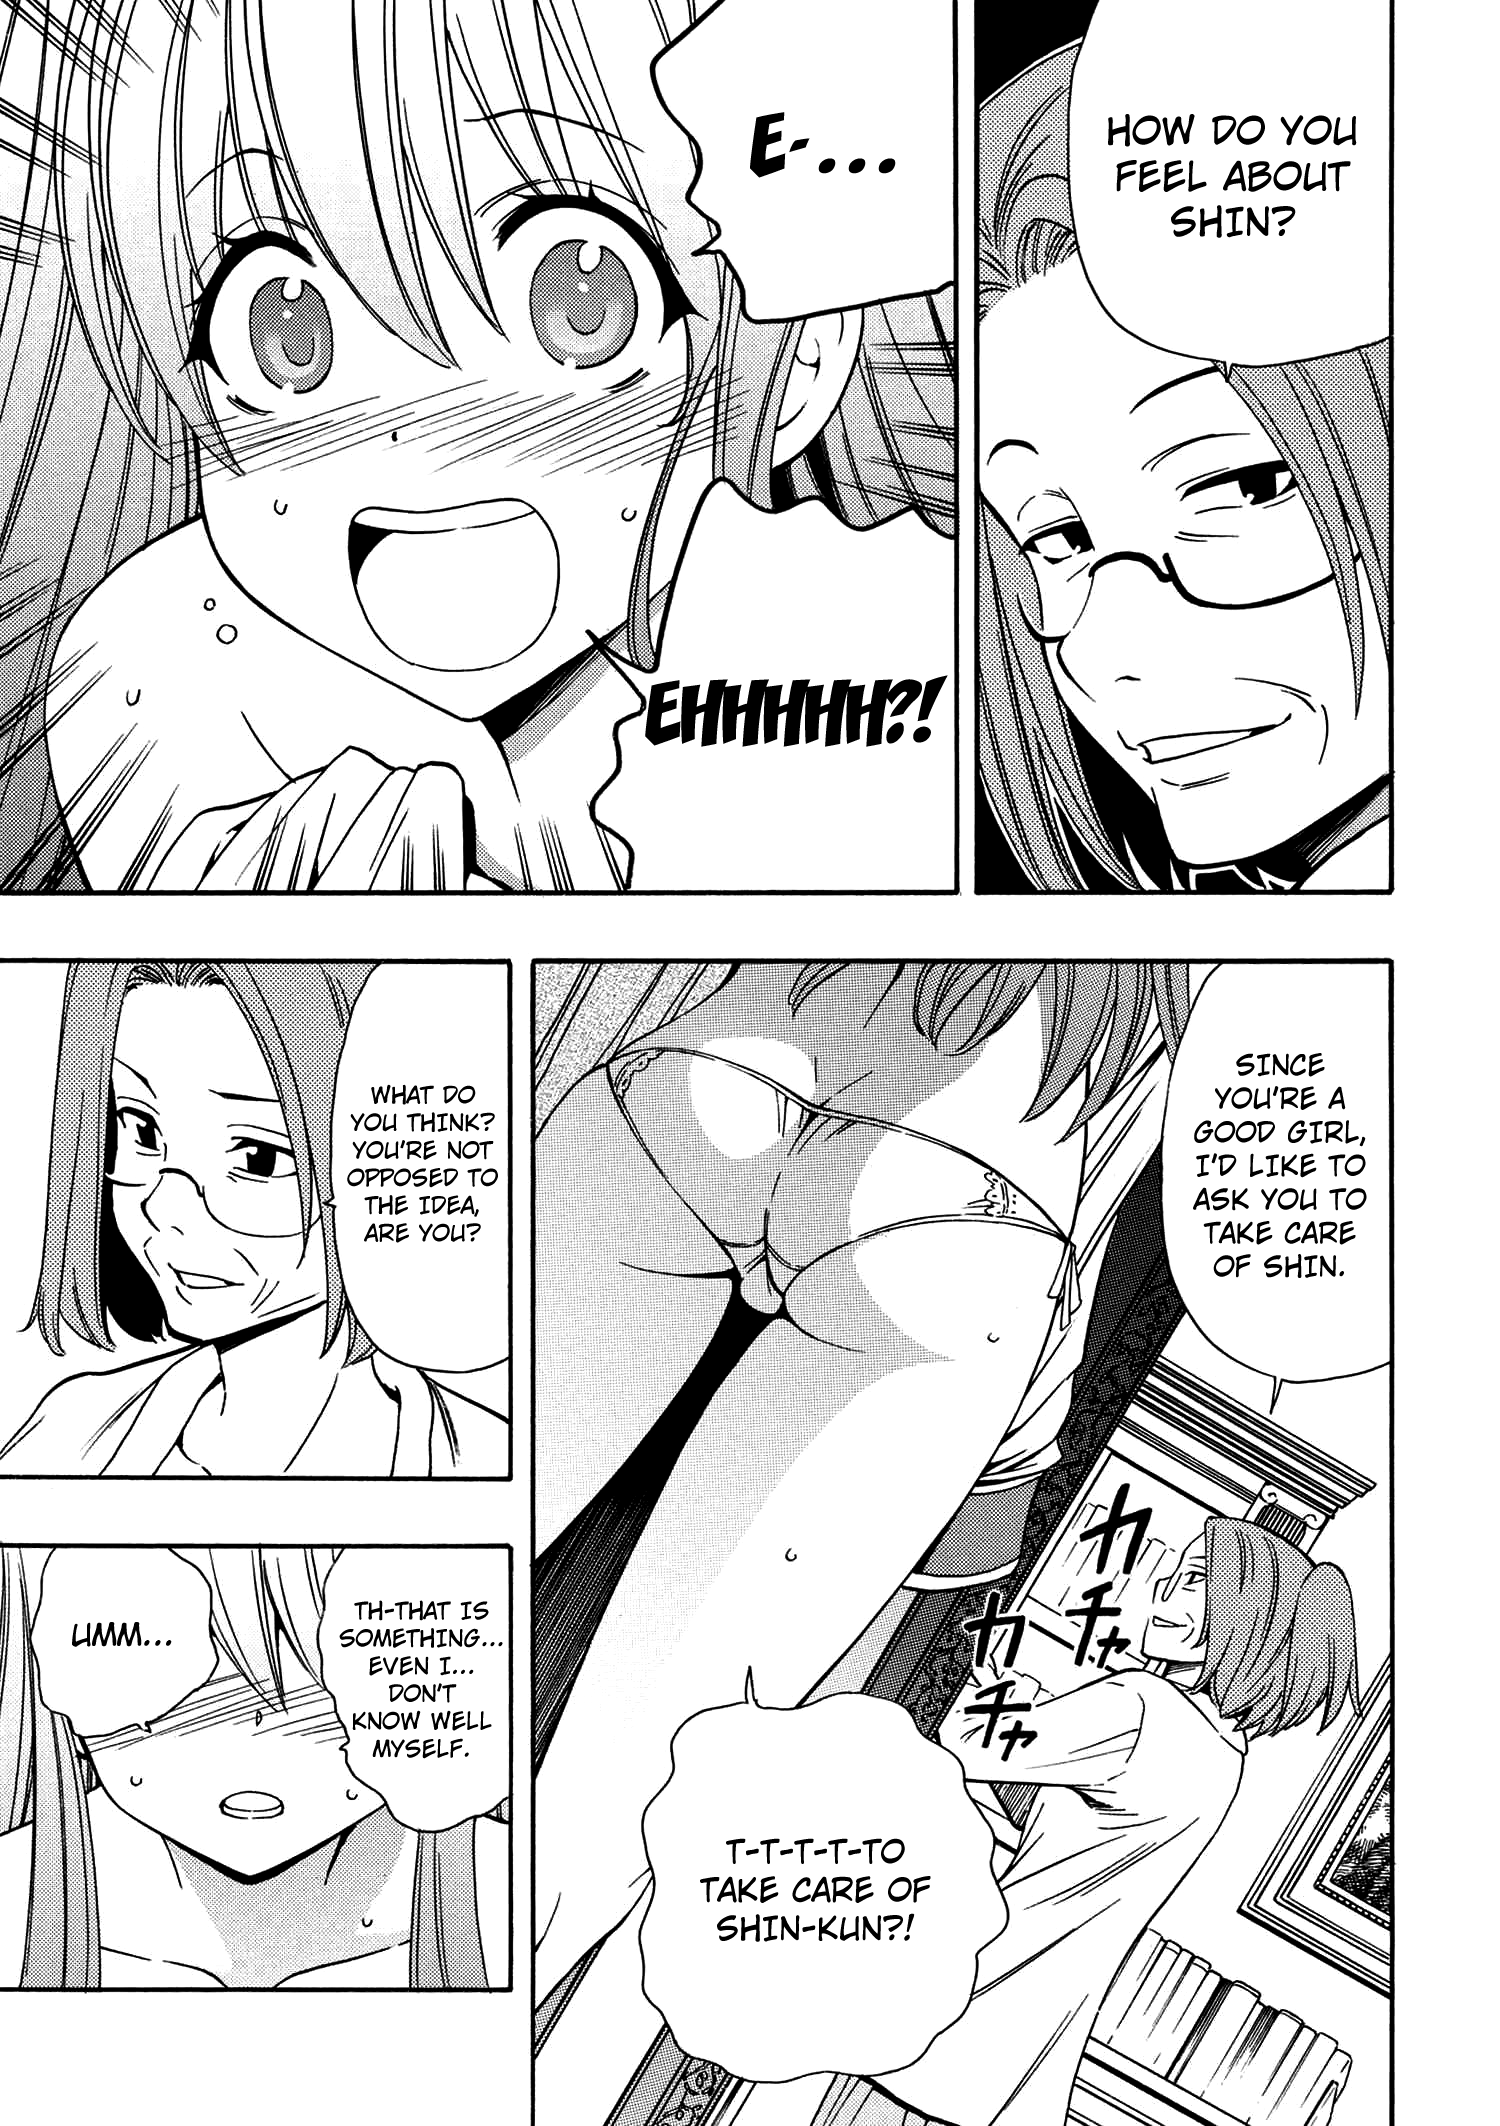 HOW DO YOU
FEEL ABOUT
SHIN?
E-...
EHHHHH?!
SINCE
YOU'RE A
GOOD GIRL,
I'D LIKE TO
ASK YOU TO
TAKE CARE
OF SHIN.
カチャ
カチャ
T-T-T-T-TO
TAKE CARE OF
SHIN-KUN?!
WHAT DO
YOU THINK?
YOU'RE NOT
OPPOSED TO
THE IDEA,
ARE YOU?
TH-THAT IS
SOMETHING...
EVEN I...
DON'T
KNOW WELL
MYSELF.
UMM...